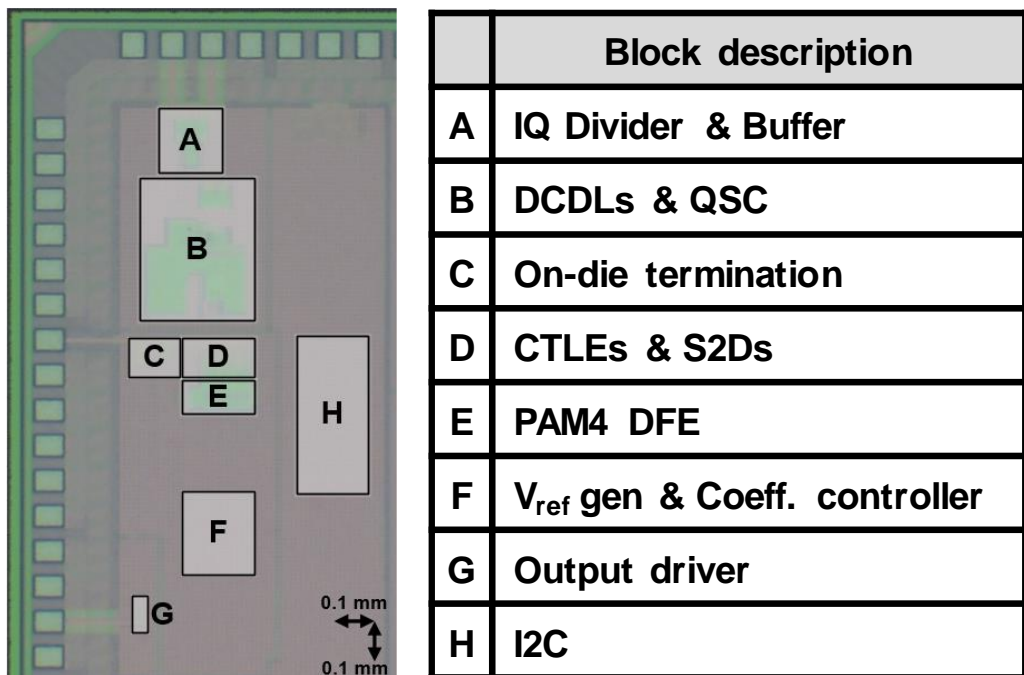 A
B
C D
E
H
F
G
0.1 mm
0.1 mm
Block description
A IQ Divider & Buffer
B DCDLs & QSC
C On-die termination
D CTLEs & S2Ds
E PAM4 DFE
F Vref gen & Coeff. controller
G Output driver
H I2C